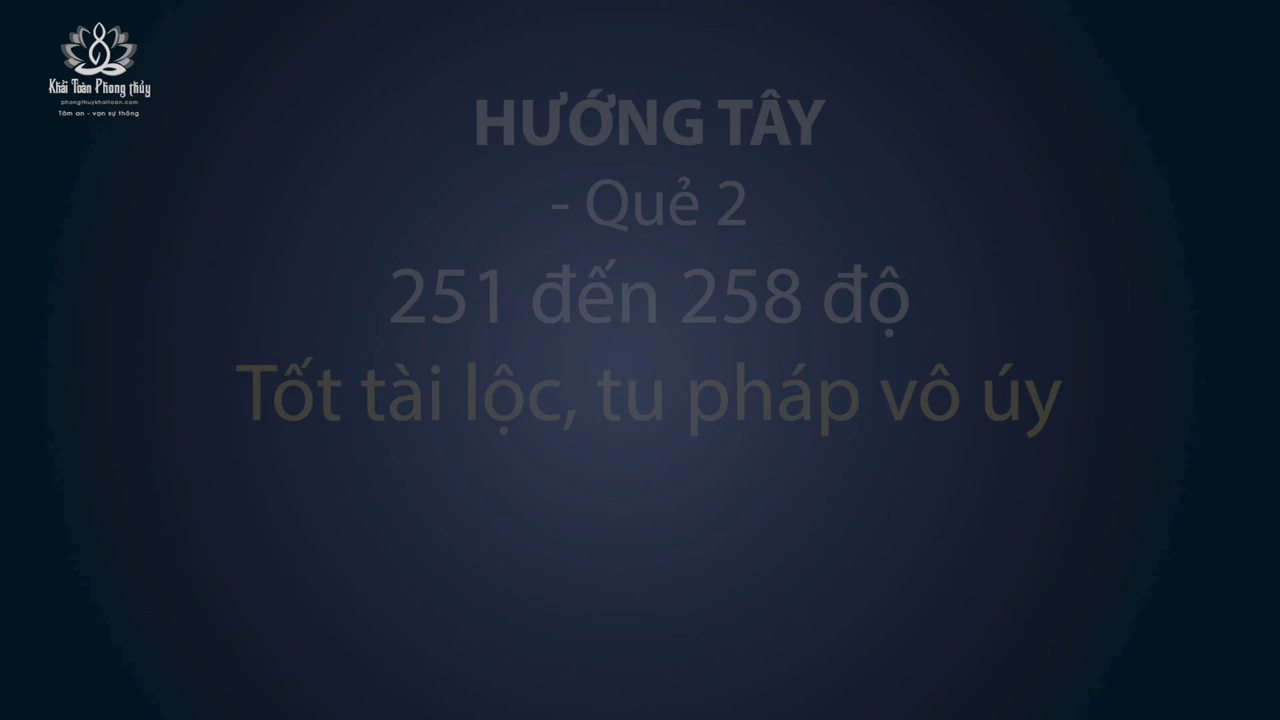 Khải Toàn Phong thủy
phongthuykhaitoan.com
Tâm an - vạn sự thông
HƯỚNG TÂY
- Quẻ 2
251 đến 258 độ
Tốt tài lộc, tu pháp vô úy